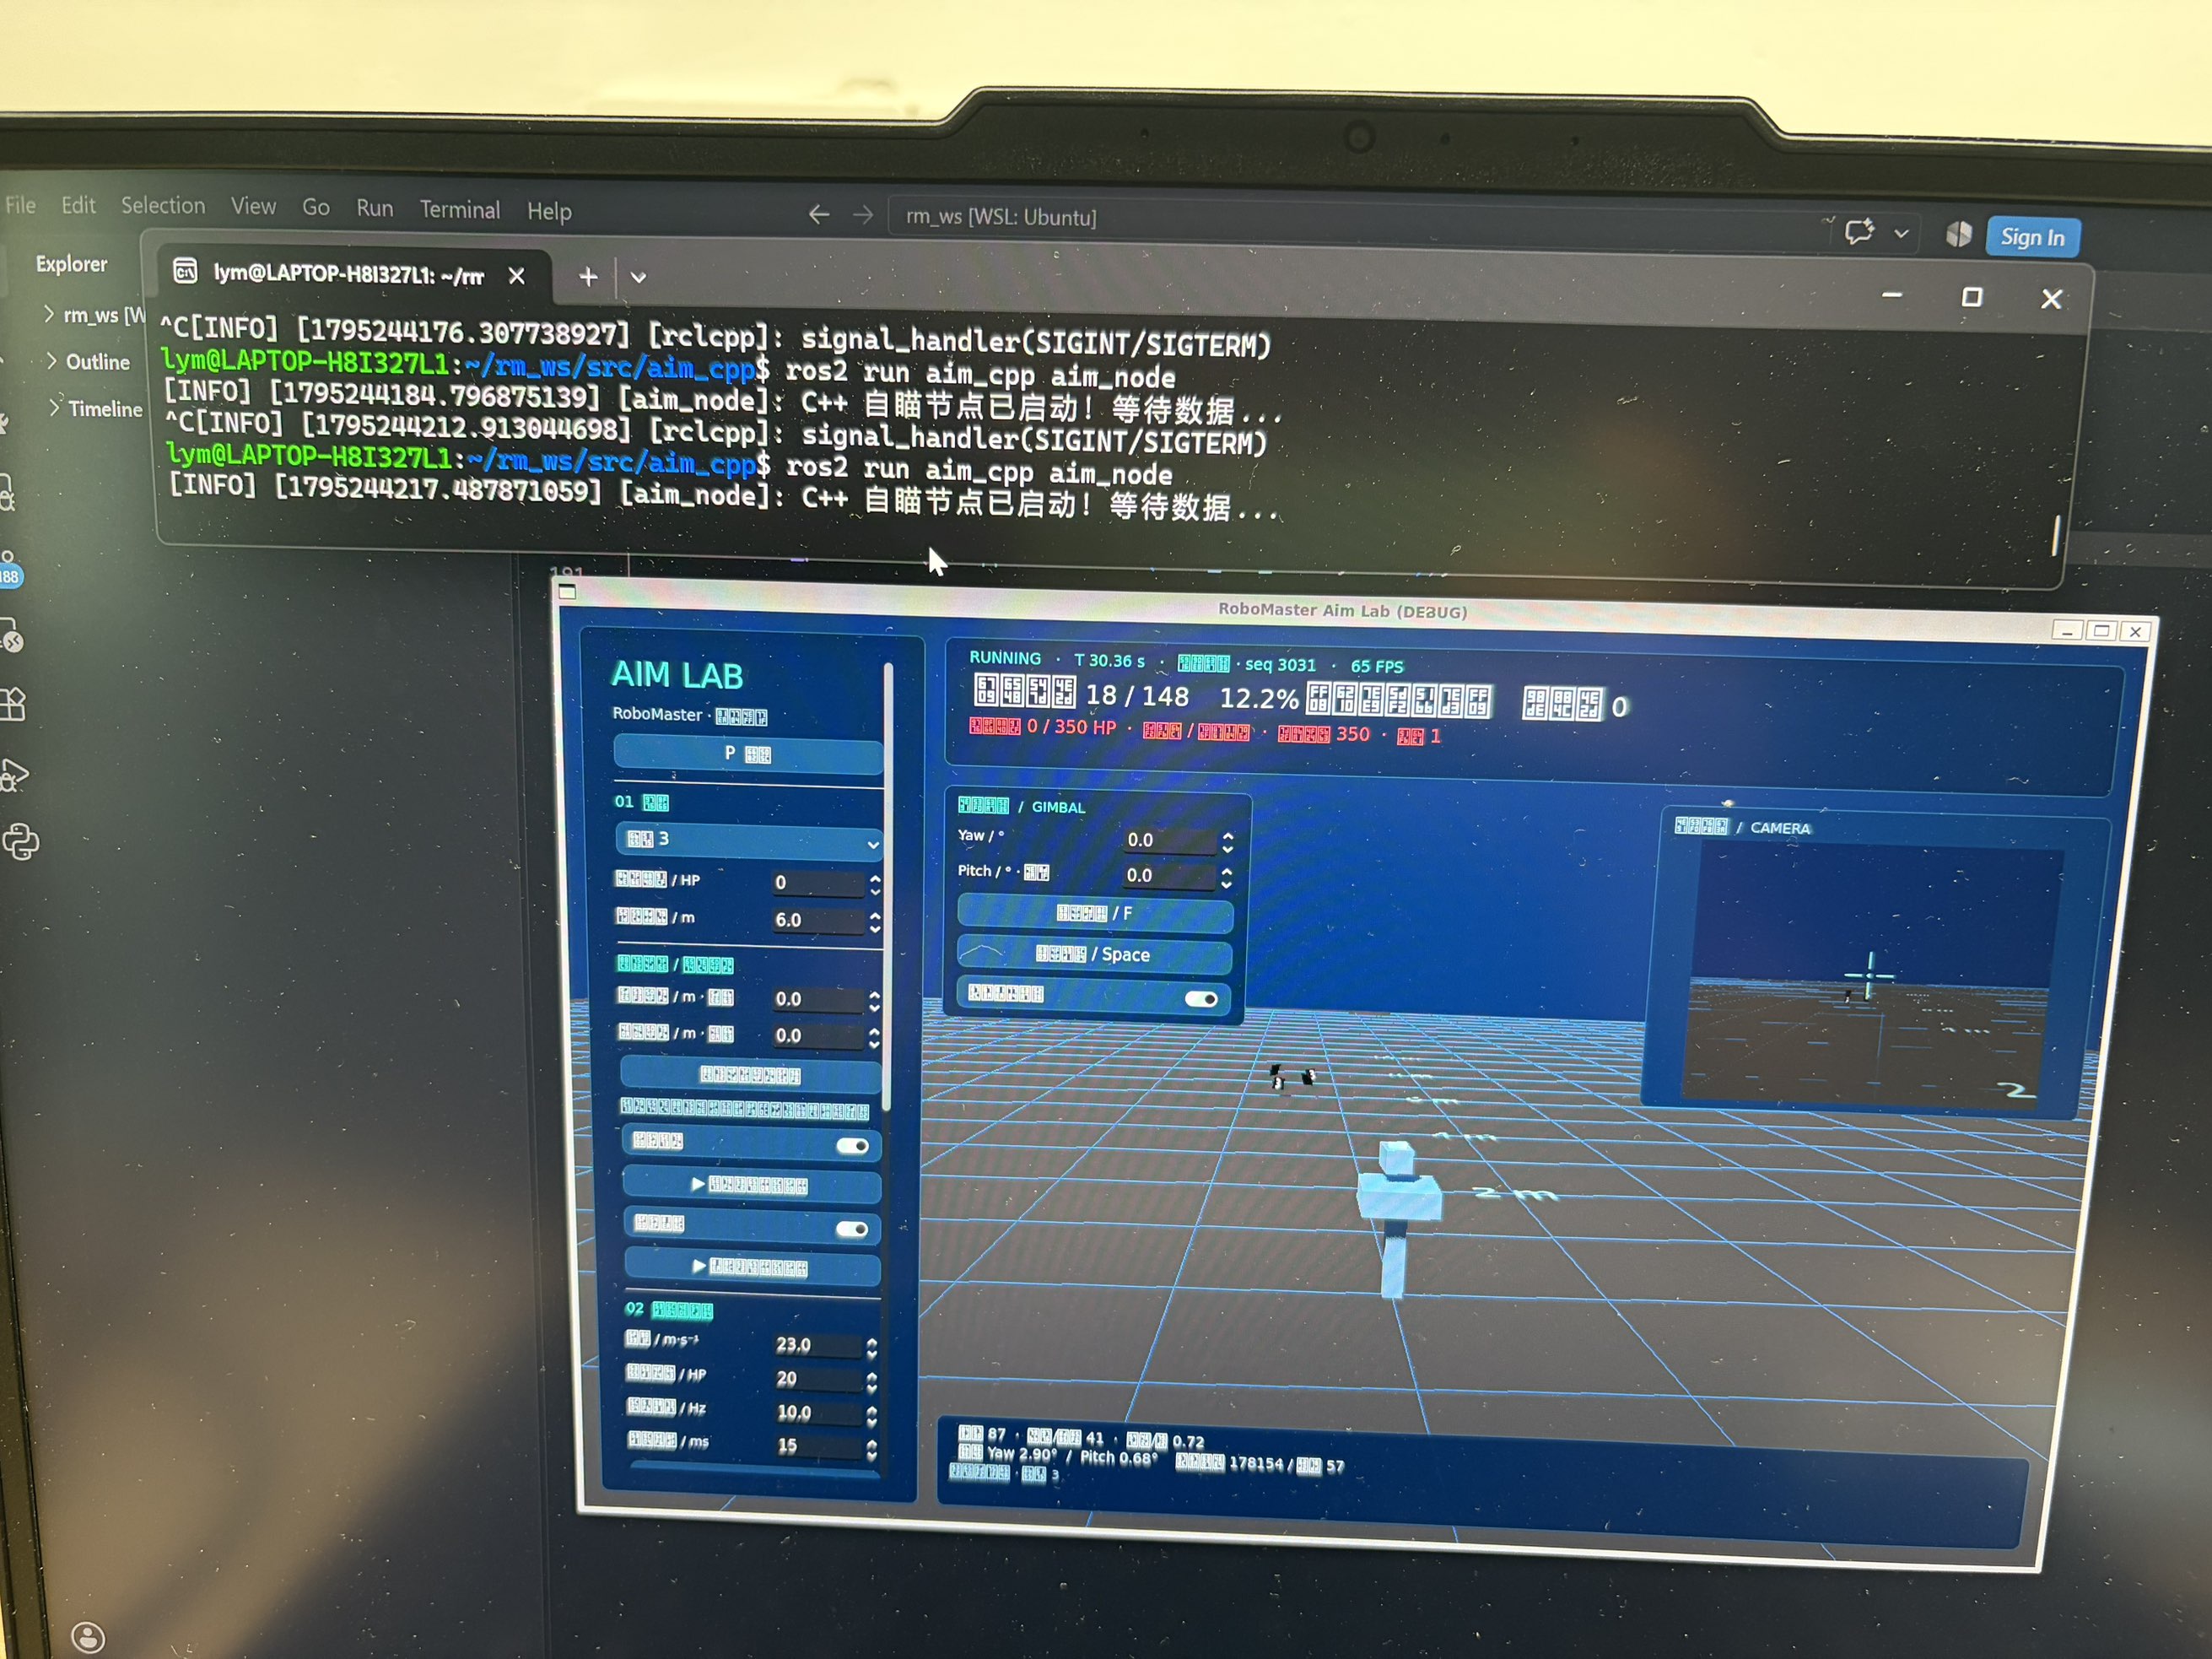 File Edit Selection View Go Run Terminal Help
rm_ws [WSL: Ubuntu]
Sign In
Explorer
rm_ws [W
Outline
Timeline
188
lym@LAPTOP-H8I327L1: ~/rm
^C[INFO] [1795244176.307738927] [rclcpp]: signal_handler(SIGINT/SIGTERM)
lym@LAPTOP-H8I327L1:~/rm_ws/src/aim_cpp$ ros2 run aim_cpp aim_node
[INFO] [1795244184.796875139] [aim_node]: C++ 自瞄节点已启动！等待数据...
^C[INFO] [1795244212.913044698] [rclcpp]: signal_handler(SIGINT/SIGTERM)
lym@LAPTOP-H8I327L1:~/rm_ws/src/aim_cpp$ ros2 run aim_cpp aim_node
[INFO] [1795244217.487871059] [aim_node]: C++ 自瞄节点已启动！等待数据...
191
RoboMaster Aim Lab (DEBUG)
AIM LAB
RoboMaster ·
P
01
3
/ HP 0
/ m 6.0
/
/ m · 0.0
/ m · 0.0
02
/ m·s⁻¹ 23.0
/ HP 20
/ Hz 10.0
/ ms 15
RUNNING · T 30.36 s · · seq 3031 · 65 FPS
18 / 148 12.2% 0
0 / 350 HP · / · 350 · 1
/ GIMBAL
Yaw / ° 0.0
Pitch / ° · 0.0
/ F
/ Space
/ CAMERA
2
4 m
2 m
87 · / 41 · / 0.72
Yaw 2.90° / Pitch 0.68° 178154 / 57
· 3